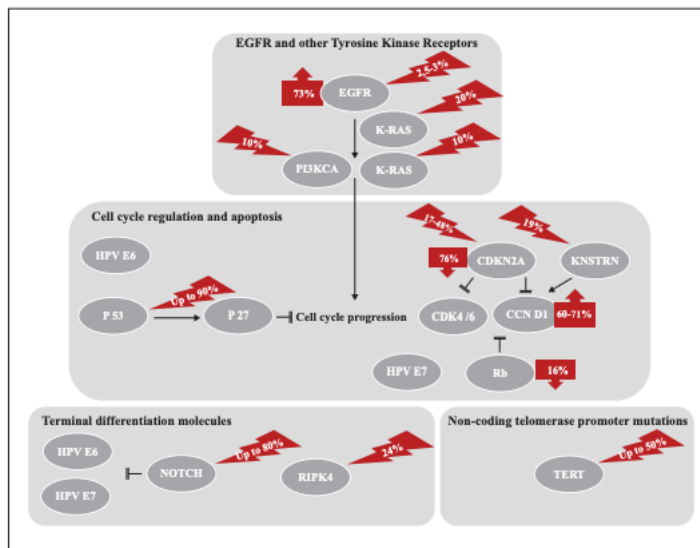 EGFR and other Tyrosine Kinase Receptors
2,5-3%
73%
EGFR
20%
K-RAS
10%
10%
PI3KCA
K-RAS
Cell cycle regulation and apoptosis
17-48%
19%
HPV E6
76%
CDKN2A
KNSTRN
Up to 90%
P 53
P 27
Cell cycle progression
CDK4 /6
CCN D1
60-71%
HPV E7
Rb
16%
Terminal differentiation molecules
HPV E6
Up to 80%
24%
NOTCH
RIPK4
HPV E7
Non-coding telomerase promoter mutations
Up to 50%
TERT